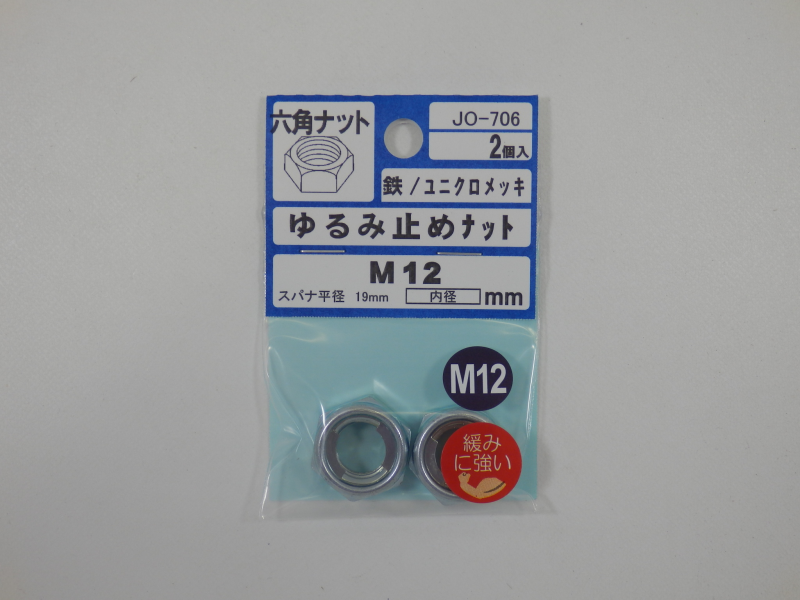 六角ナット
JO-706
2個入
鉄/ユニクロメッキ
ゆるみ止めナット
M12
スパナ平径 19mm 内径 mm
M12
緩み
に強い